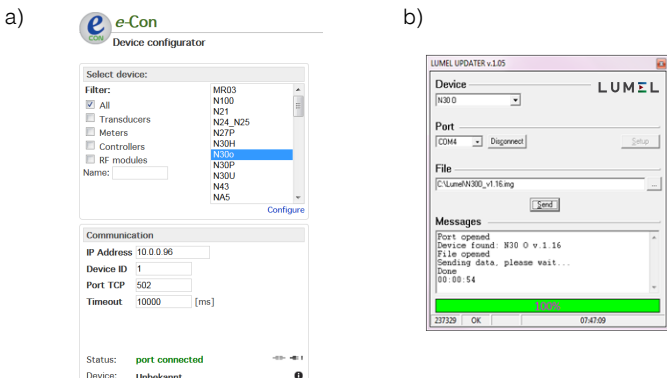 a)
e-Con
CON
Device configurator
Select device:
Filter:
All
Transducers
Meters
Controllers
RF modules
Name:
MR03
N100
N21
N24_N25
N27P
N30H
N30o
N30P
N30U
N43
NA5
Configure
Communication
IP Address 10.0.0.96
Device ID 1
Port TCP 502
Timeout 10000 [ms]
Status: port connected
Device: Unbekannt
b)
LUMEL UPDATER v.1.05
Device
LUMEL
N30 O
Port
COM4 Disconnect Setup
File
C:\Lumel\N30O_v1.16.img ...
Send
Messages
Port opened
Device found: N30 O v.1.16
File opened
Sending data, please wait...
Done
00:00:54
100%
237329 OK 07:47:09